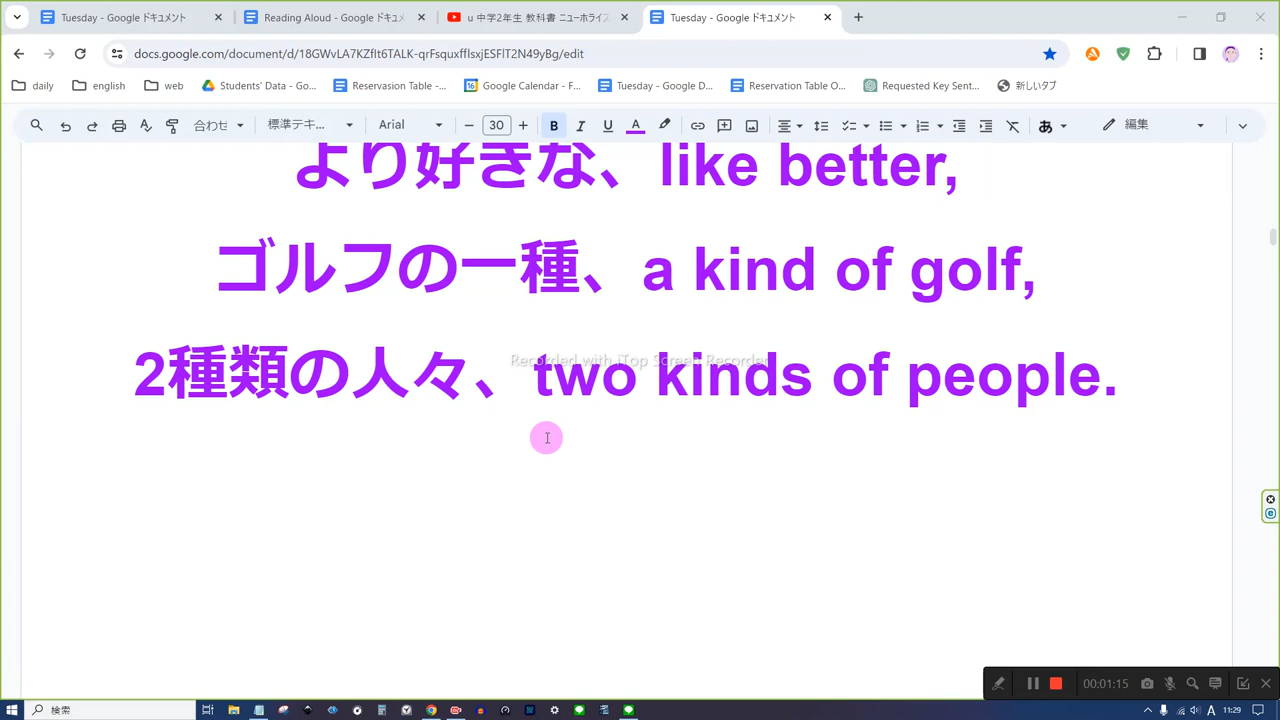 Tuesday - Google ドキュメント
Reading Aloud - Google ドキュメ
u 中学2年生 教科書 ニューホライズ
Tuesday - Google ドキュメント
docs.google.com/document/d/
daily
english
web
Students' Data - Go...
Reservasion Table -...
Google Calendar - F...
Tuesday - Google D...
Reservation Table O...
Requested Key Sent...
新しいタブ
合わせ
標準テキ...
Arial
30
B
I
U
A
あ
編集
より好きな、like better,
ゴルフの一種、a kind of golf,
2種類の人々、two kinds of people.
Recorded with iTop Screen Recorder
00:01:15
検索
A
11:29